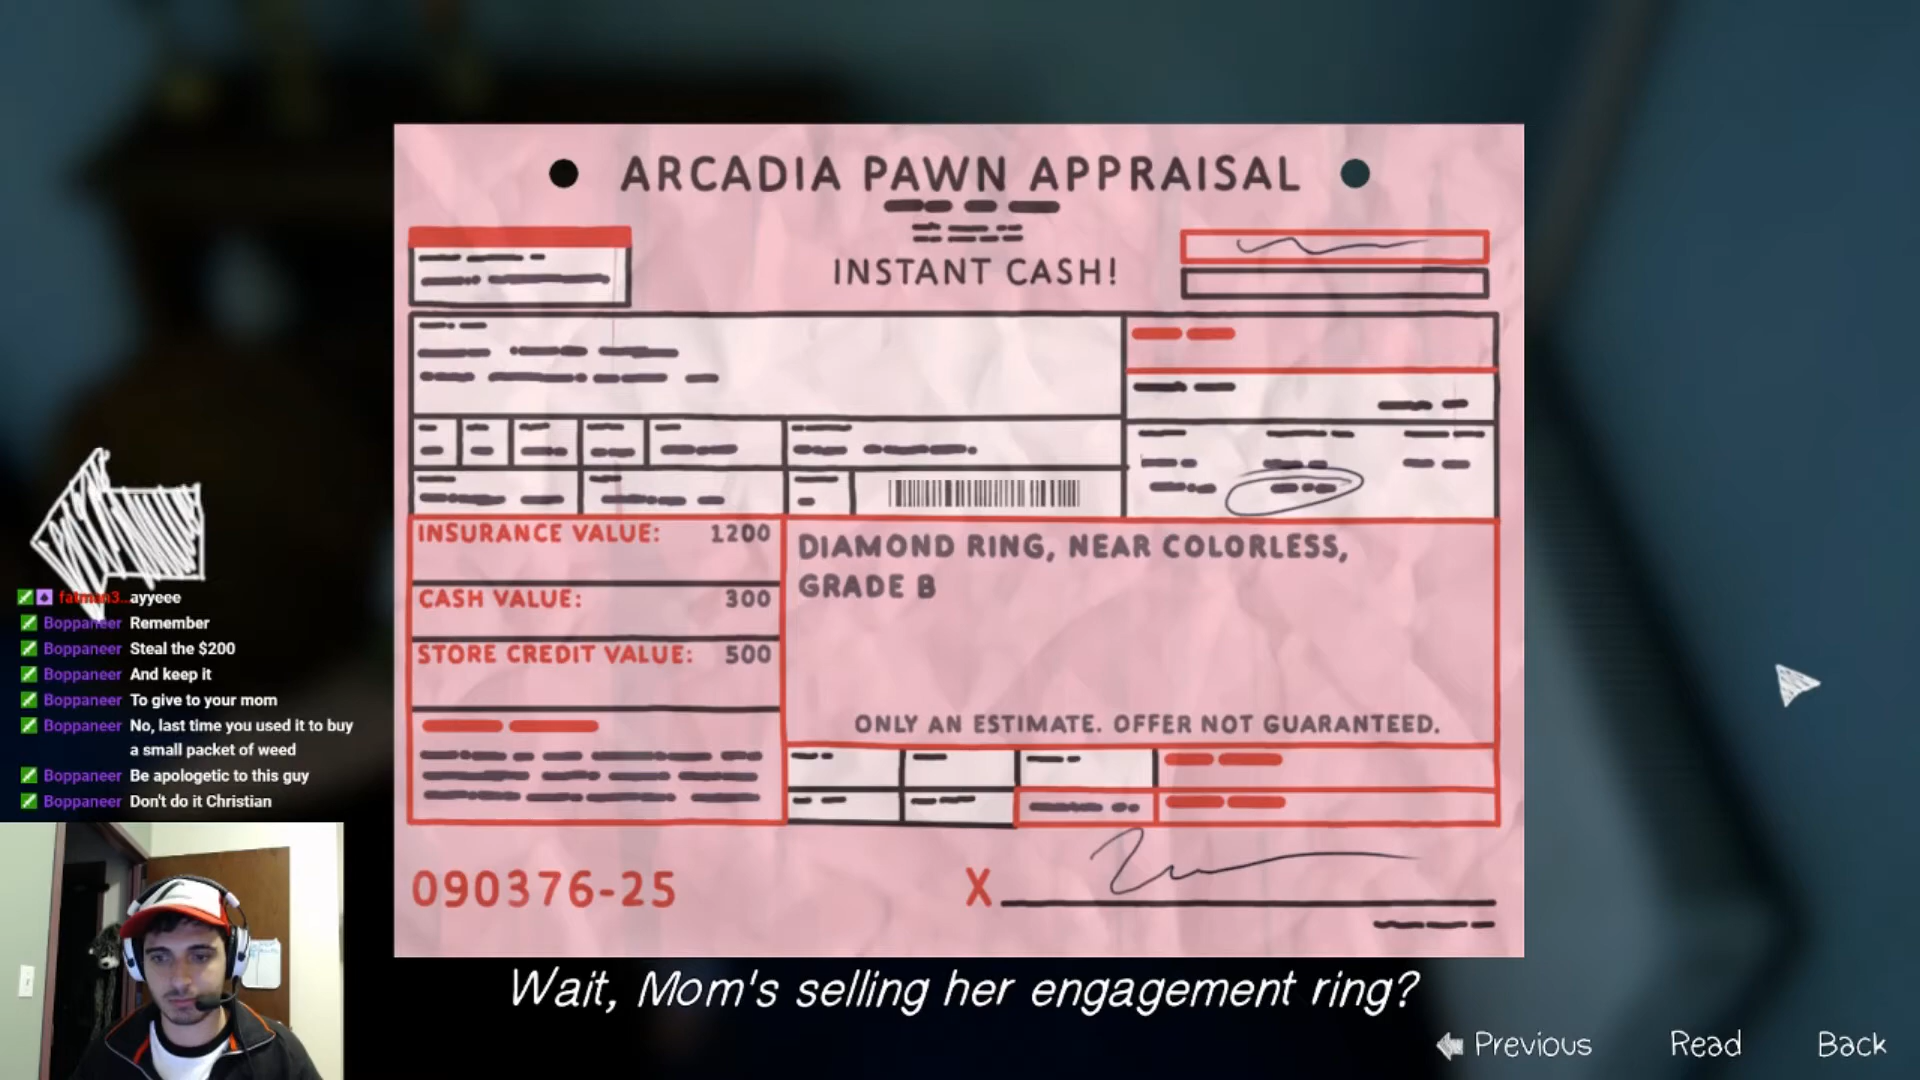 ARCADIA PAWN APPRAISAL
INSTANT CASH!
INSURANCE VALUE: 1200
CASH VALUE: 300
STORE CREDIT VALUE: 500
DIAMOND RING, NEAR COLORLESS,
GRADE B
ONLY AN ESTIMATE. OFFER NOT GUARANTEED.
090376-25
X
ayyeee
Boppaneer Remember
Boppaneer Steal the $200
Boppaneer And keep it
Boppaneer To give to your mom
Boppaneer No, last time you used it to buy
a small packet of weed
Boppaneer Be apologetic to this guy
Boppaneer Don't do it Christian
Wait, Mom's selling her engagement ring?
Previous Read Back